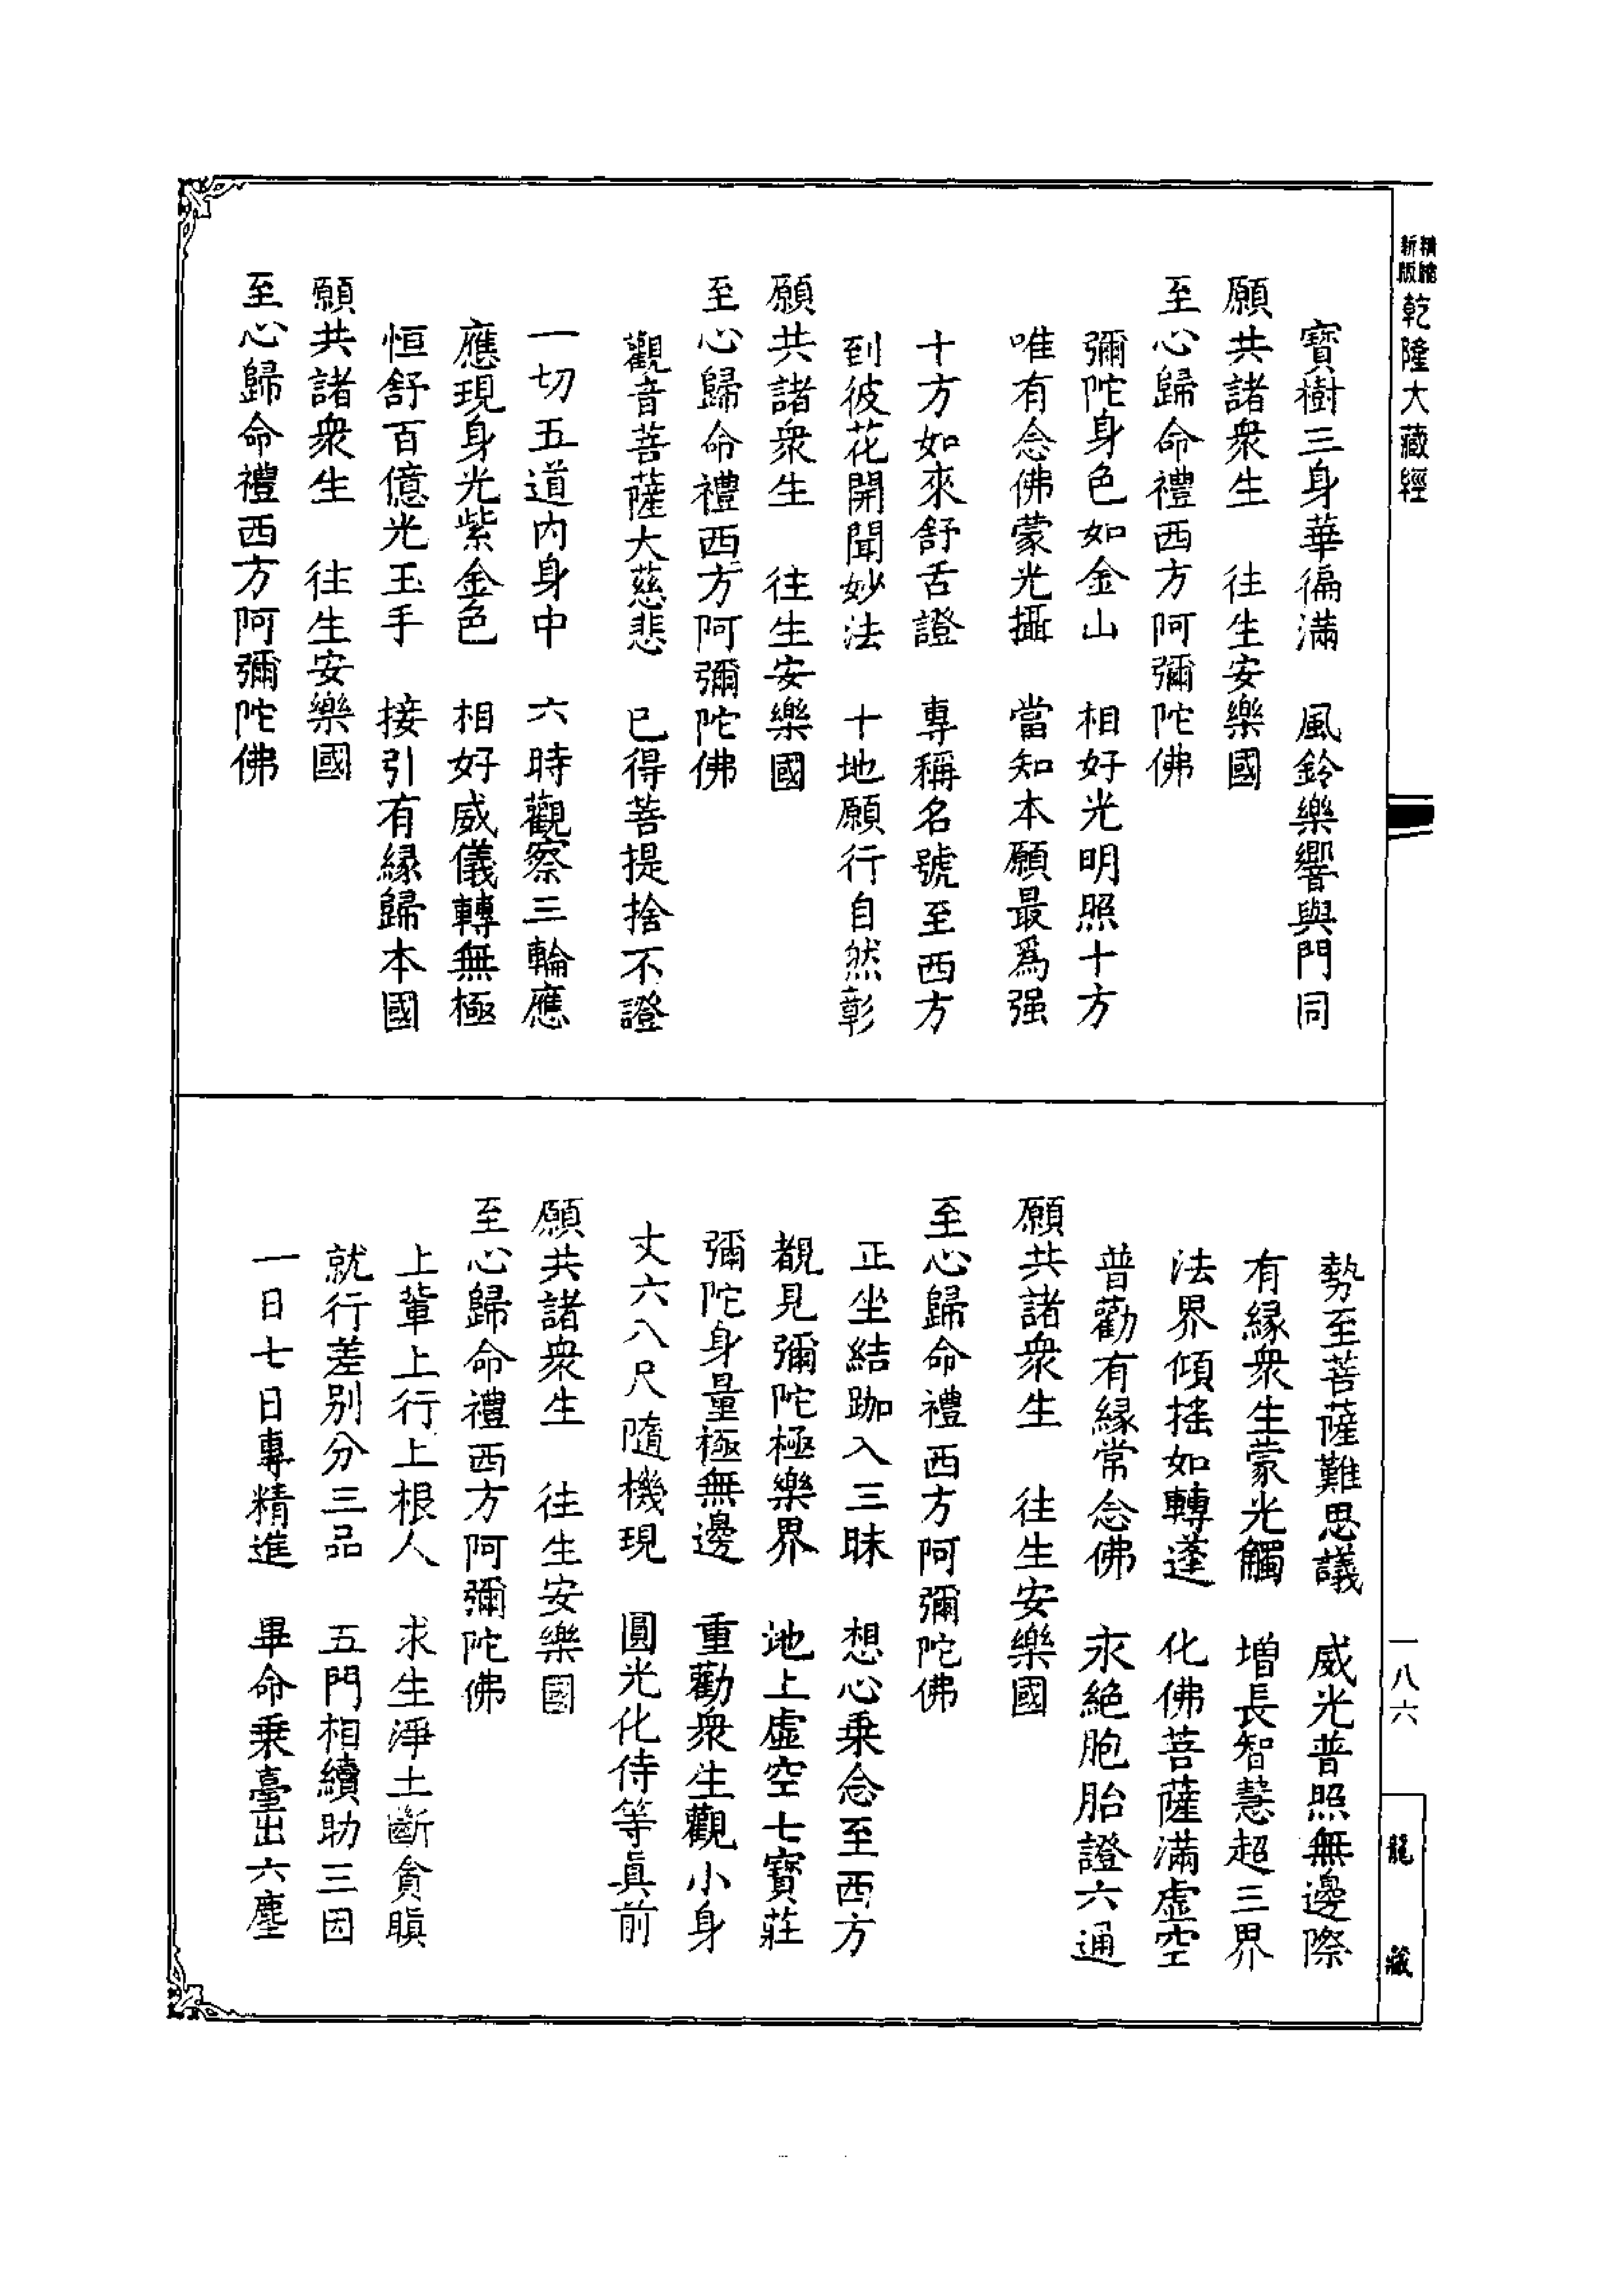 精縮新版乾隆大藏經
寶樹三身華徧滿　風鈴樂響與門同
願共諸衆生　往生安樂國
至心歸命禮西方阿彌陀佛
彌陀身色如金山　相好光明照十方
唯有念佛蒙光攝　當知本願最爲强
十方如來舒舌證　專稱名號至西方
到彼花開聞妙法　十地願行自然彰
願共諸衆生　往生安樂國
至心歸命禮西方阿彌陀佛
觀音菩薩大慈悲　已得菩提捨不證
一切五道内身中　六時觀察三輪應
應現身光紫金色　相好威儀轉無極
恒舒百億光玉手　接引有緣歸本國
願共諸衆生　往生安樂國
至心歸命禮西方阿彌陀佛
勢至菩薩難思議　威光普照無邊際
有緣衆生蒙光觸　增長智慧超三界
法界傾摇如轉蓬　化佛菩薩滿虛空
普勸有緣常念佛　永絕胞胎證六通
願共諸衆生　往生安樂國
至心歸命禮西方阿彌陀佛
正坐結跏入三昧　想心乗念至西方
覩見彌陀極樂界　地上虛空七寶莊
彌陀身量極無邊　重勸衆生觀小身
丈六八尺隨機現　圓光化侍等眞前
願共諸衆生　往生安樂國
至心歸命禮西方阿彌陀佛
上輩上行上根人　求生淨土斷貪瞋
就行差别分三品　五門相續助三因
一日七日專精進　畢命乗臺出六塵
一八六
龍藏